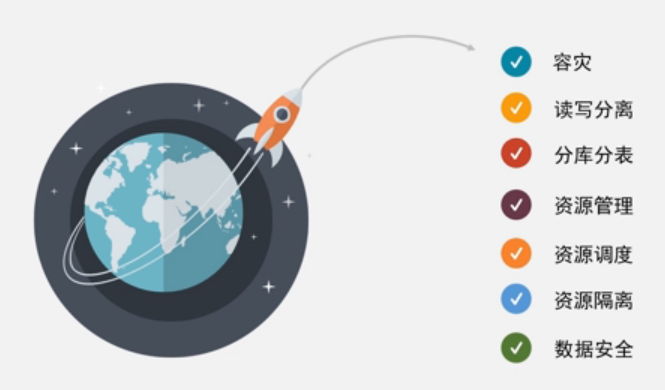 容灾
读写分离
分库分表
资源管理
资源调度
资源隔离
数据安全